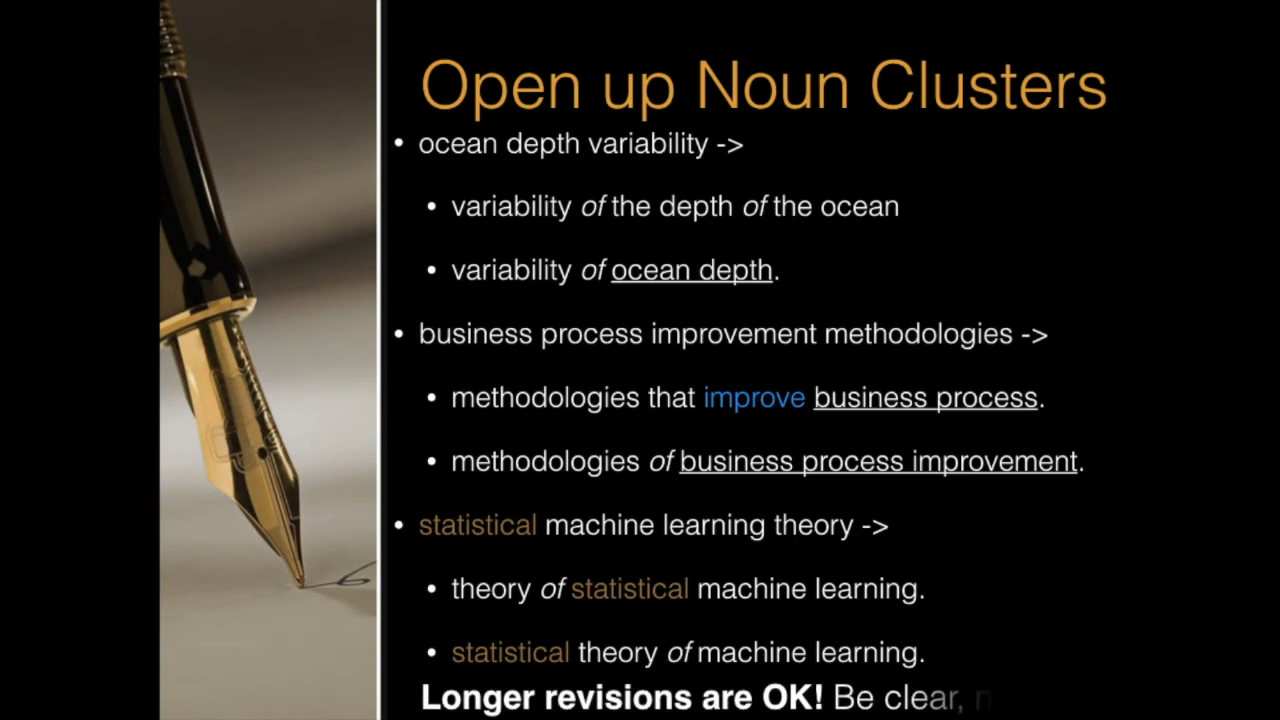 Open up Noun Clusters
• ocean depth variability ->
• variability of the depth of the ocean
• variability of ocean depth.
• business process improvement methodologies ->
• methodologies that improve business process.
• methodologies of business process improvement.
• statistical machine learning theory ->
• theory of statistical machine learning.
• statistical theory of machine learning.
Longer revisions are OK! Be clear,